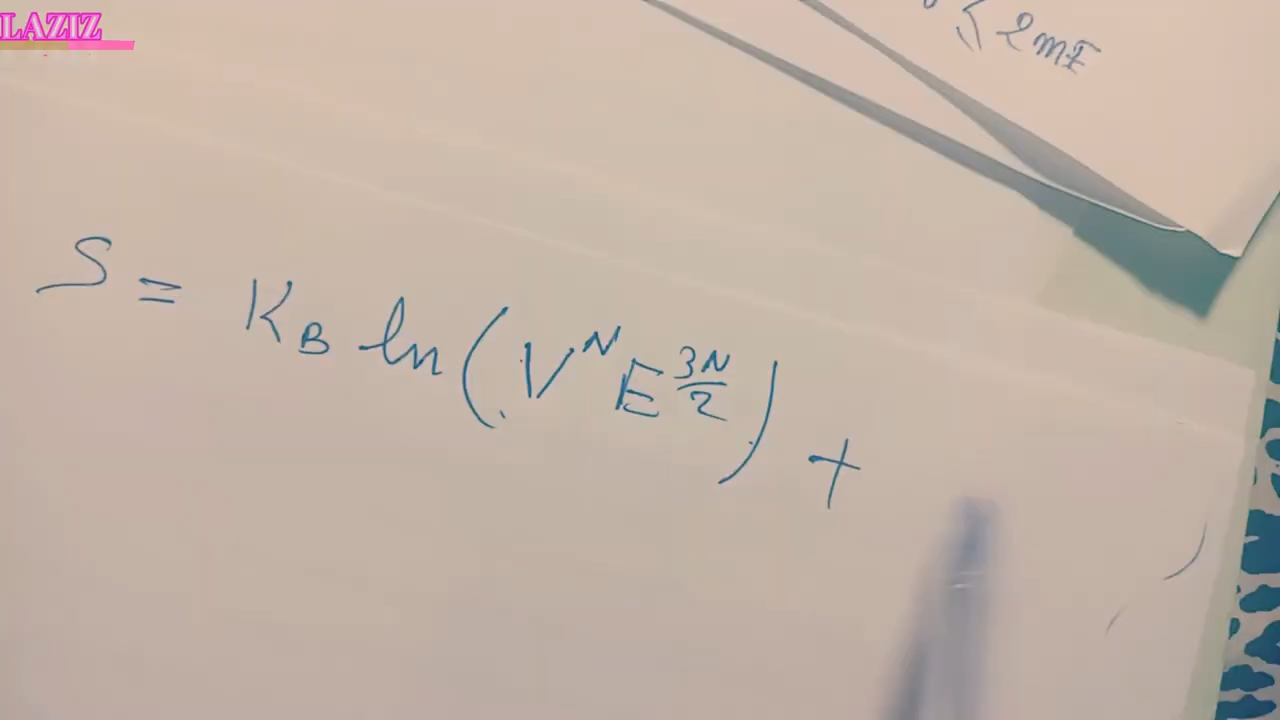 LAZIZ
≤ 2mE
S = K_B ln(V^N E^{3N/2}) +